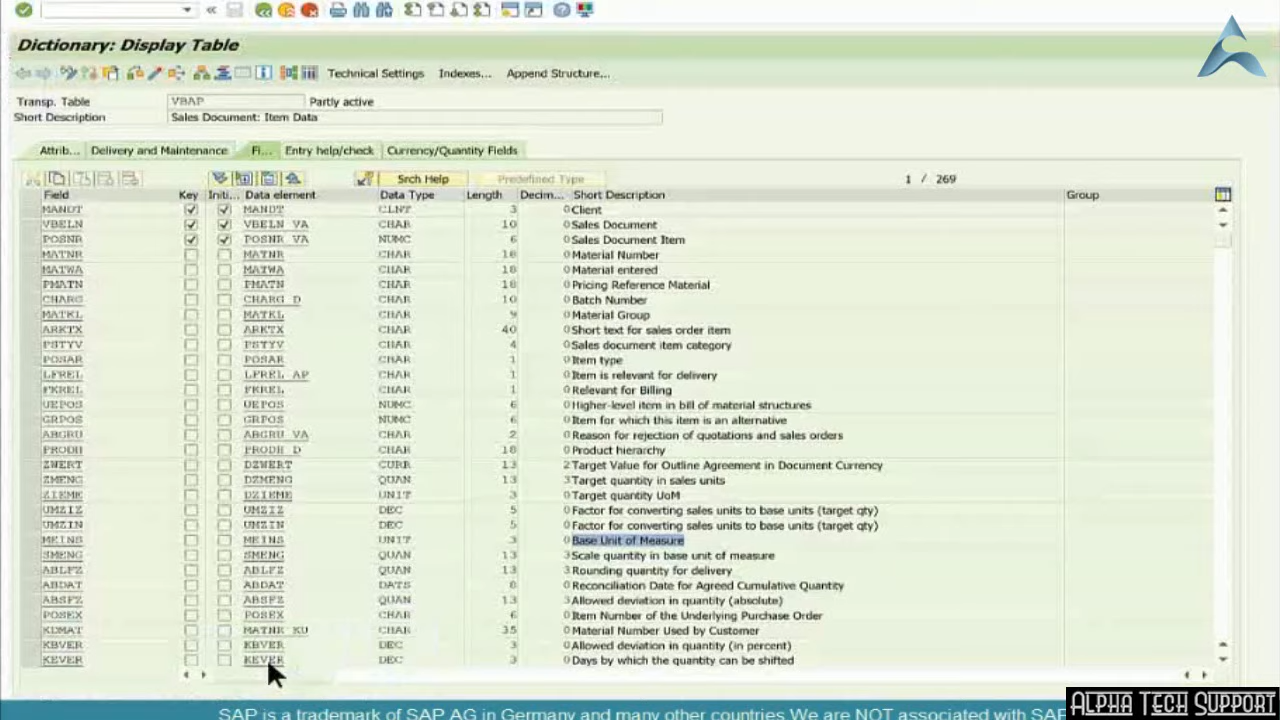 Dictionary: Display Table
Technical Settings Indexes... Append Structure...
Transp. Table VBAP Partly active
Short Description Sales Document: Item Data
Attrib... Delivery and Maintenance Fi... Entry help/check Currency/Quantity Fields
Srch Help Predefined Type 1 / 269
Field Key Initi... Data element Data Type Length Decim... Short Description Group
MANDT MANDT CLNT 3 0 Client
VBELN VBELN_VA CHAR 10 0 Sales Document
POSNR POSNR_VA NUMC 6 0 Sales Document Item
MATNR MATNR CHAR 18 0 Material Number
MATWA MATWA CHAR 18 0 Material entered
PMATN PMATN CHAR 18 0 Pricing Reference Material
CHARG CHARG_D CHAR 10 0 Batch Number
MATKL MATKL CHAR 9 0 Material Group
ARKTX ARKTX CHAR 40 0 Short text for sales order item
PSTYV PSTYV CHAR 4 0 Sales document item category
POSAR POSAR CHAR 1 0 Item type
LFREL LFREL_AP CHAR 1 0 Item is relevant for delivery
FKREL FKREL CHAR 1 0 Relevant for Billing
UEPOS UEPOS NUMC 6 0 Higher-level item in bill of material structures
GRPOS GRPOS NUMC 6 0 Item for which this item is an alternative
ABGRU ABGRU_VA CHAR 2 0 Reason for rejection of quotations and sales orders
PRODH PRODH_D CHAR 18 0 Product hierarchy
ZWERT DZWERT CURR 13 2 Target Value for Outline Agreement in Document Currency
ZMENG DZMENG QUAN 13 3 Target quantity in sales units
ZIEME DZIEME UNIT 3 0 Target quantity UoM
UMZIZ UMZIZ DEC 5 0 Factor for converting sales units to base units (target qty)
UMZIN UMZIN DEC 5 0 Factor for converting sales units to base units (target qty)
MEINS MEINS UNIT 3 0 Base Unit of Measure
SMENG SMENG QUAN 13 3 Scale quantity in base unit of measure
ABLFZ ABLFZ QUAN 13 3 Rounding quantity for delivery
ABDAT ABDAT DATS 8 0 Reconciliation Date for Agreed Cumulative Quantity
ABSFZ ABSFZ QUAN 13 3 Allowed deviation in quantity (absolute)
POSEX POSEX CHAR 6 0 Item Number of the Underlying Purchase Order
KDMAT MATNR_KU CHAR 35 0 Material Number Used by Customer
KBVER KBVER DEC 3 0 Allowed deviation in quantity (in percent)
KEVER KEVER DEC 3 0 Days by which the quantity can be shifted
SAP is a trademark of SAP AG in Germany and many other countries We are NOT associated with SAP
ALPHA TECH SUPPORT